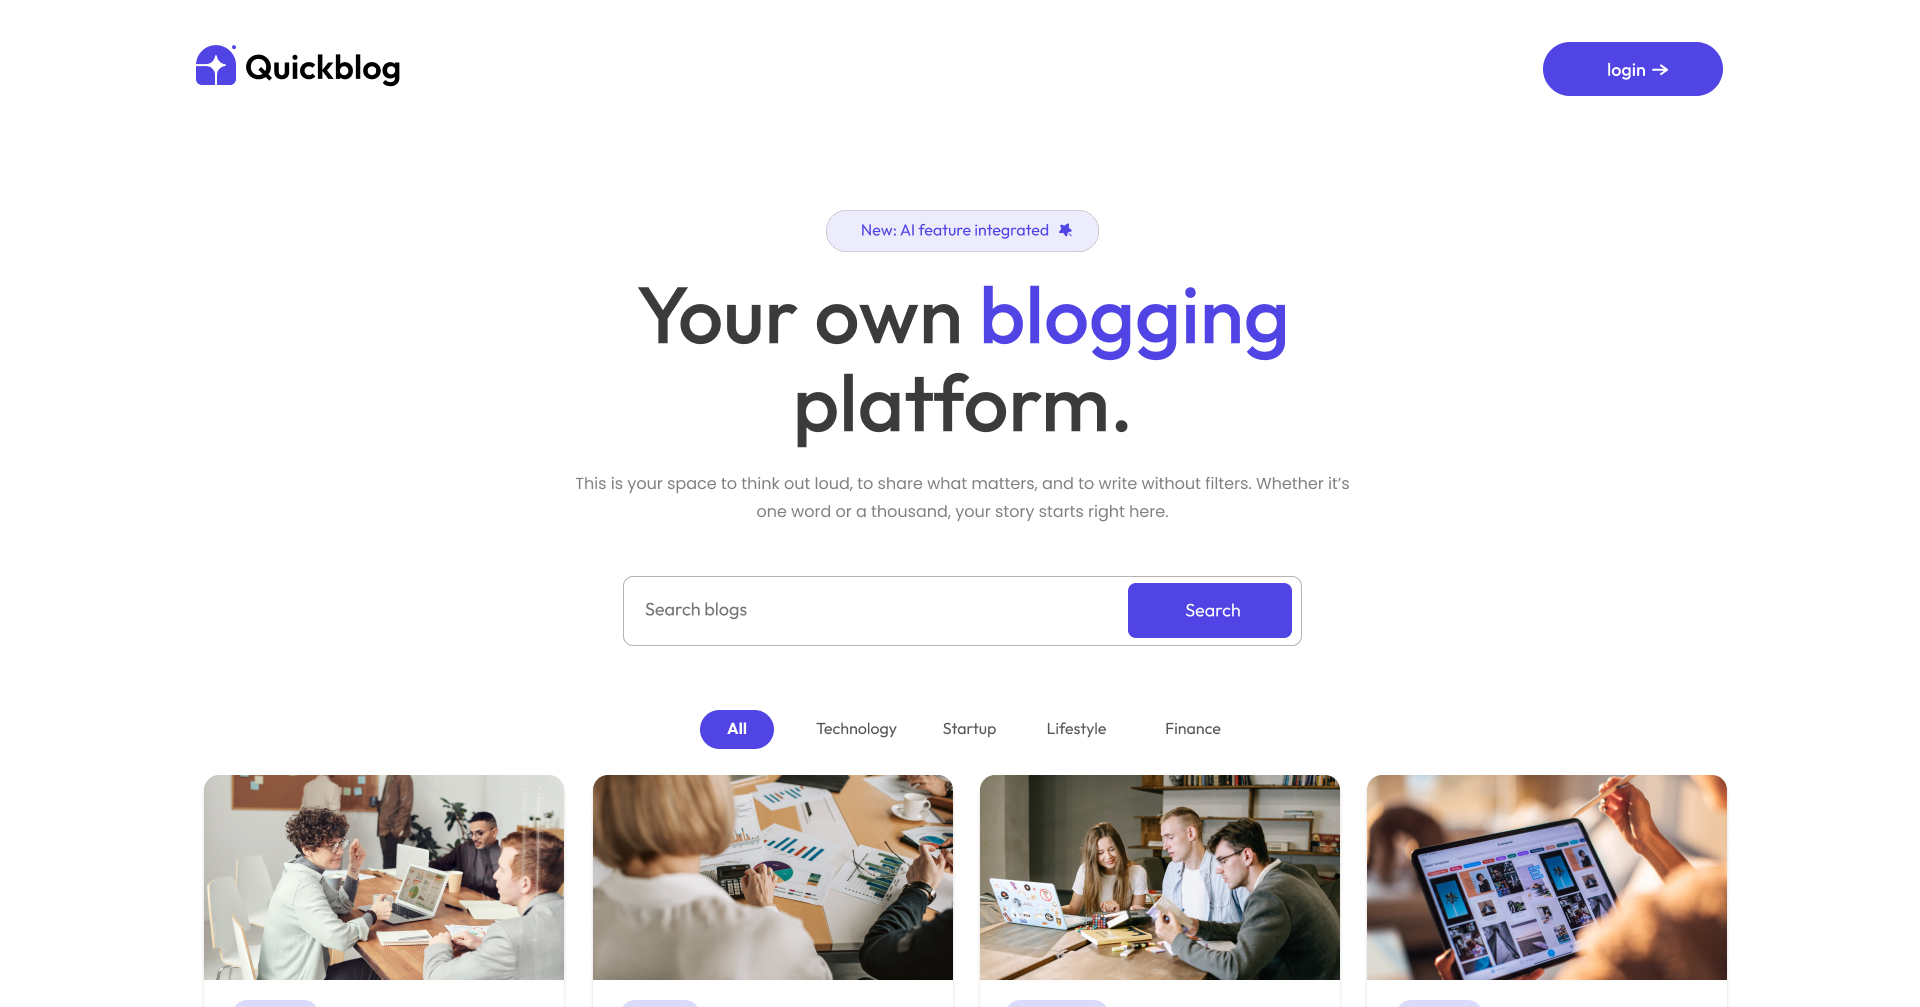 Quickblog
login →
New: AI feature integrated
Your own blogging
platform.
This is your space to think out loud, to share what matters, and to write without filters. Whether it's
one word or a thousand, your story starts right here.
Search blogs
Search
All
Technology
Startup
Lifestyle
Finance